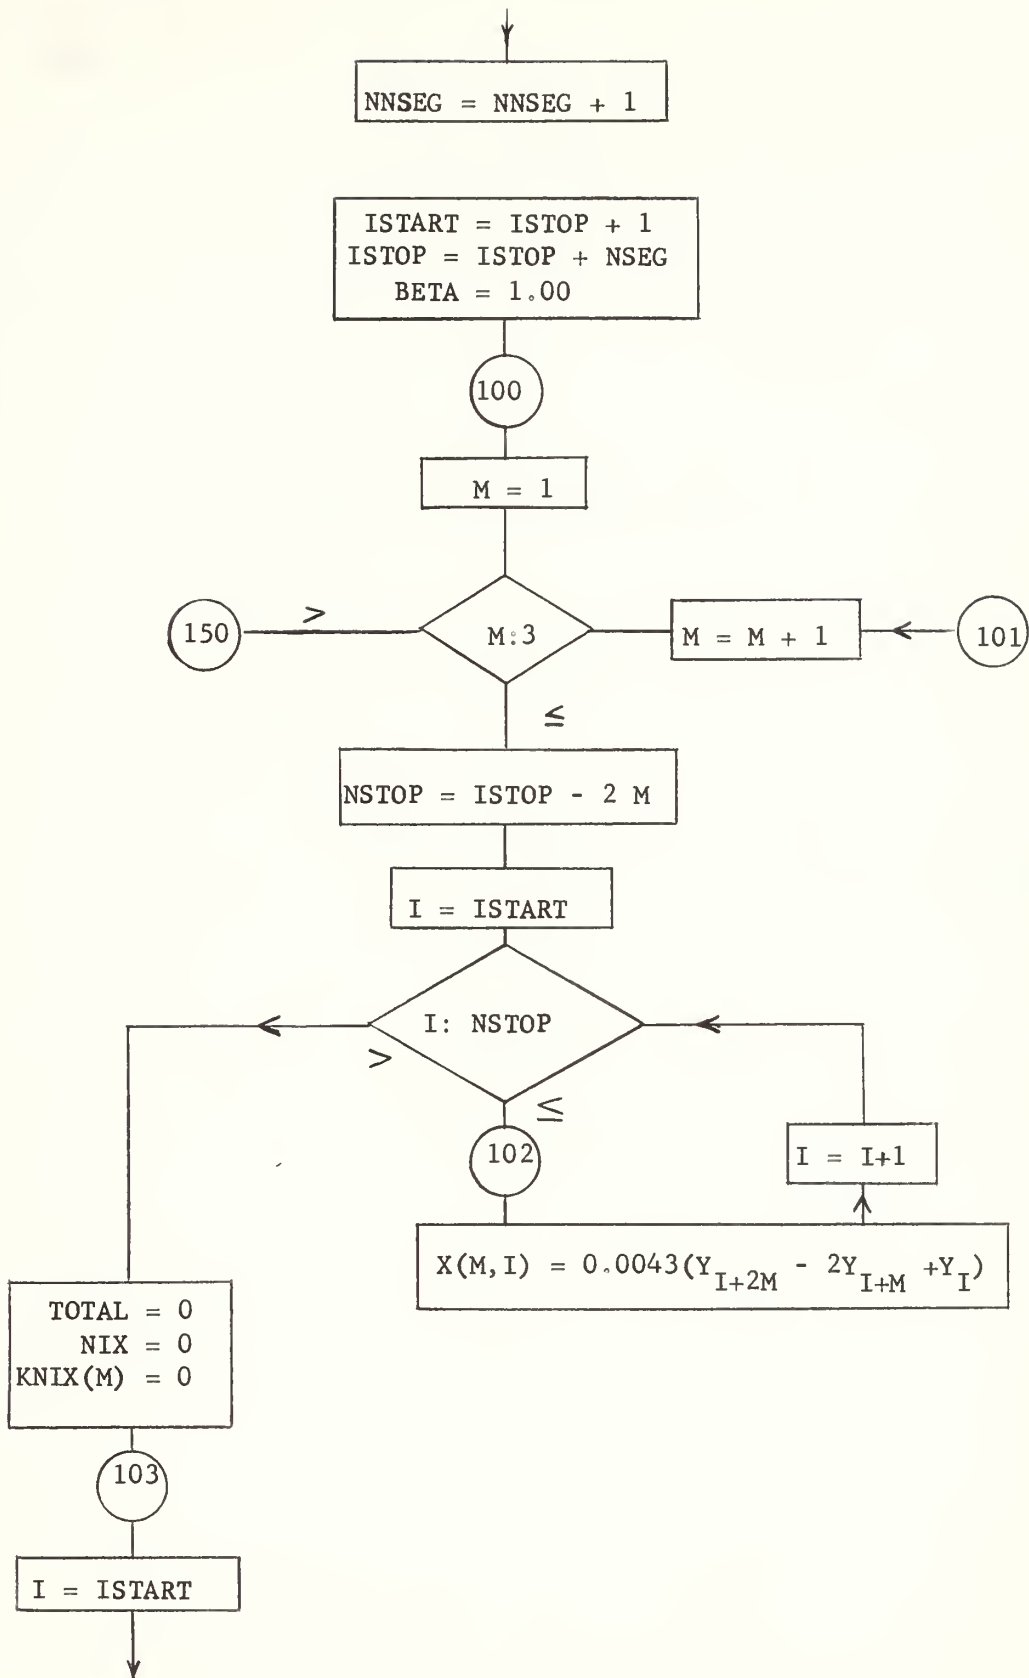 NNSEG = NNSEG + 1
ISTART = ISTOP + 1
ISTOP = ISTOP + NSEG
BETA = 1.00
100
M = 1
150
>
M:3
M = M + 1
101
≤
NSTOP = ISTOP - 2 M
I = ISTART
I: NSTOP
>
≤
102
I = I+1
X(M,I) = 0.0043(Y_{I+2M} - 2Y_{I+M} +Y_I)
TOTAL = 0
NIX = 0
KNIX(M) = 0
103
I = ISTART